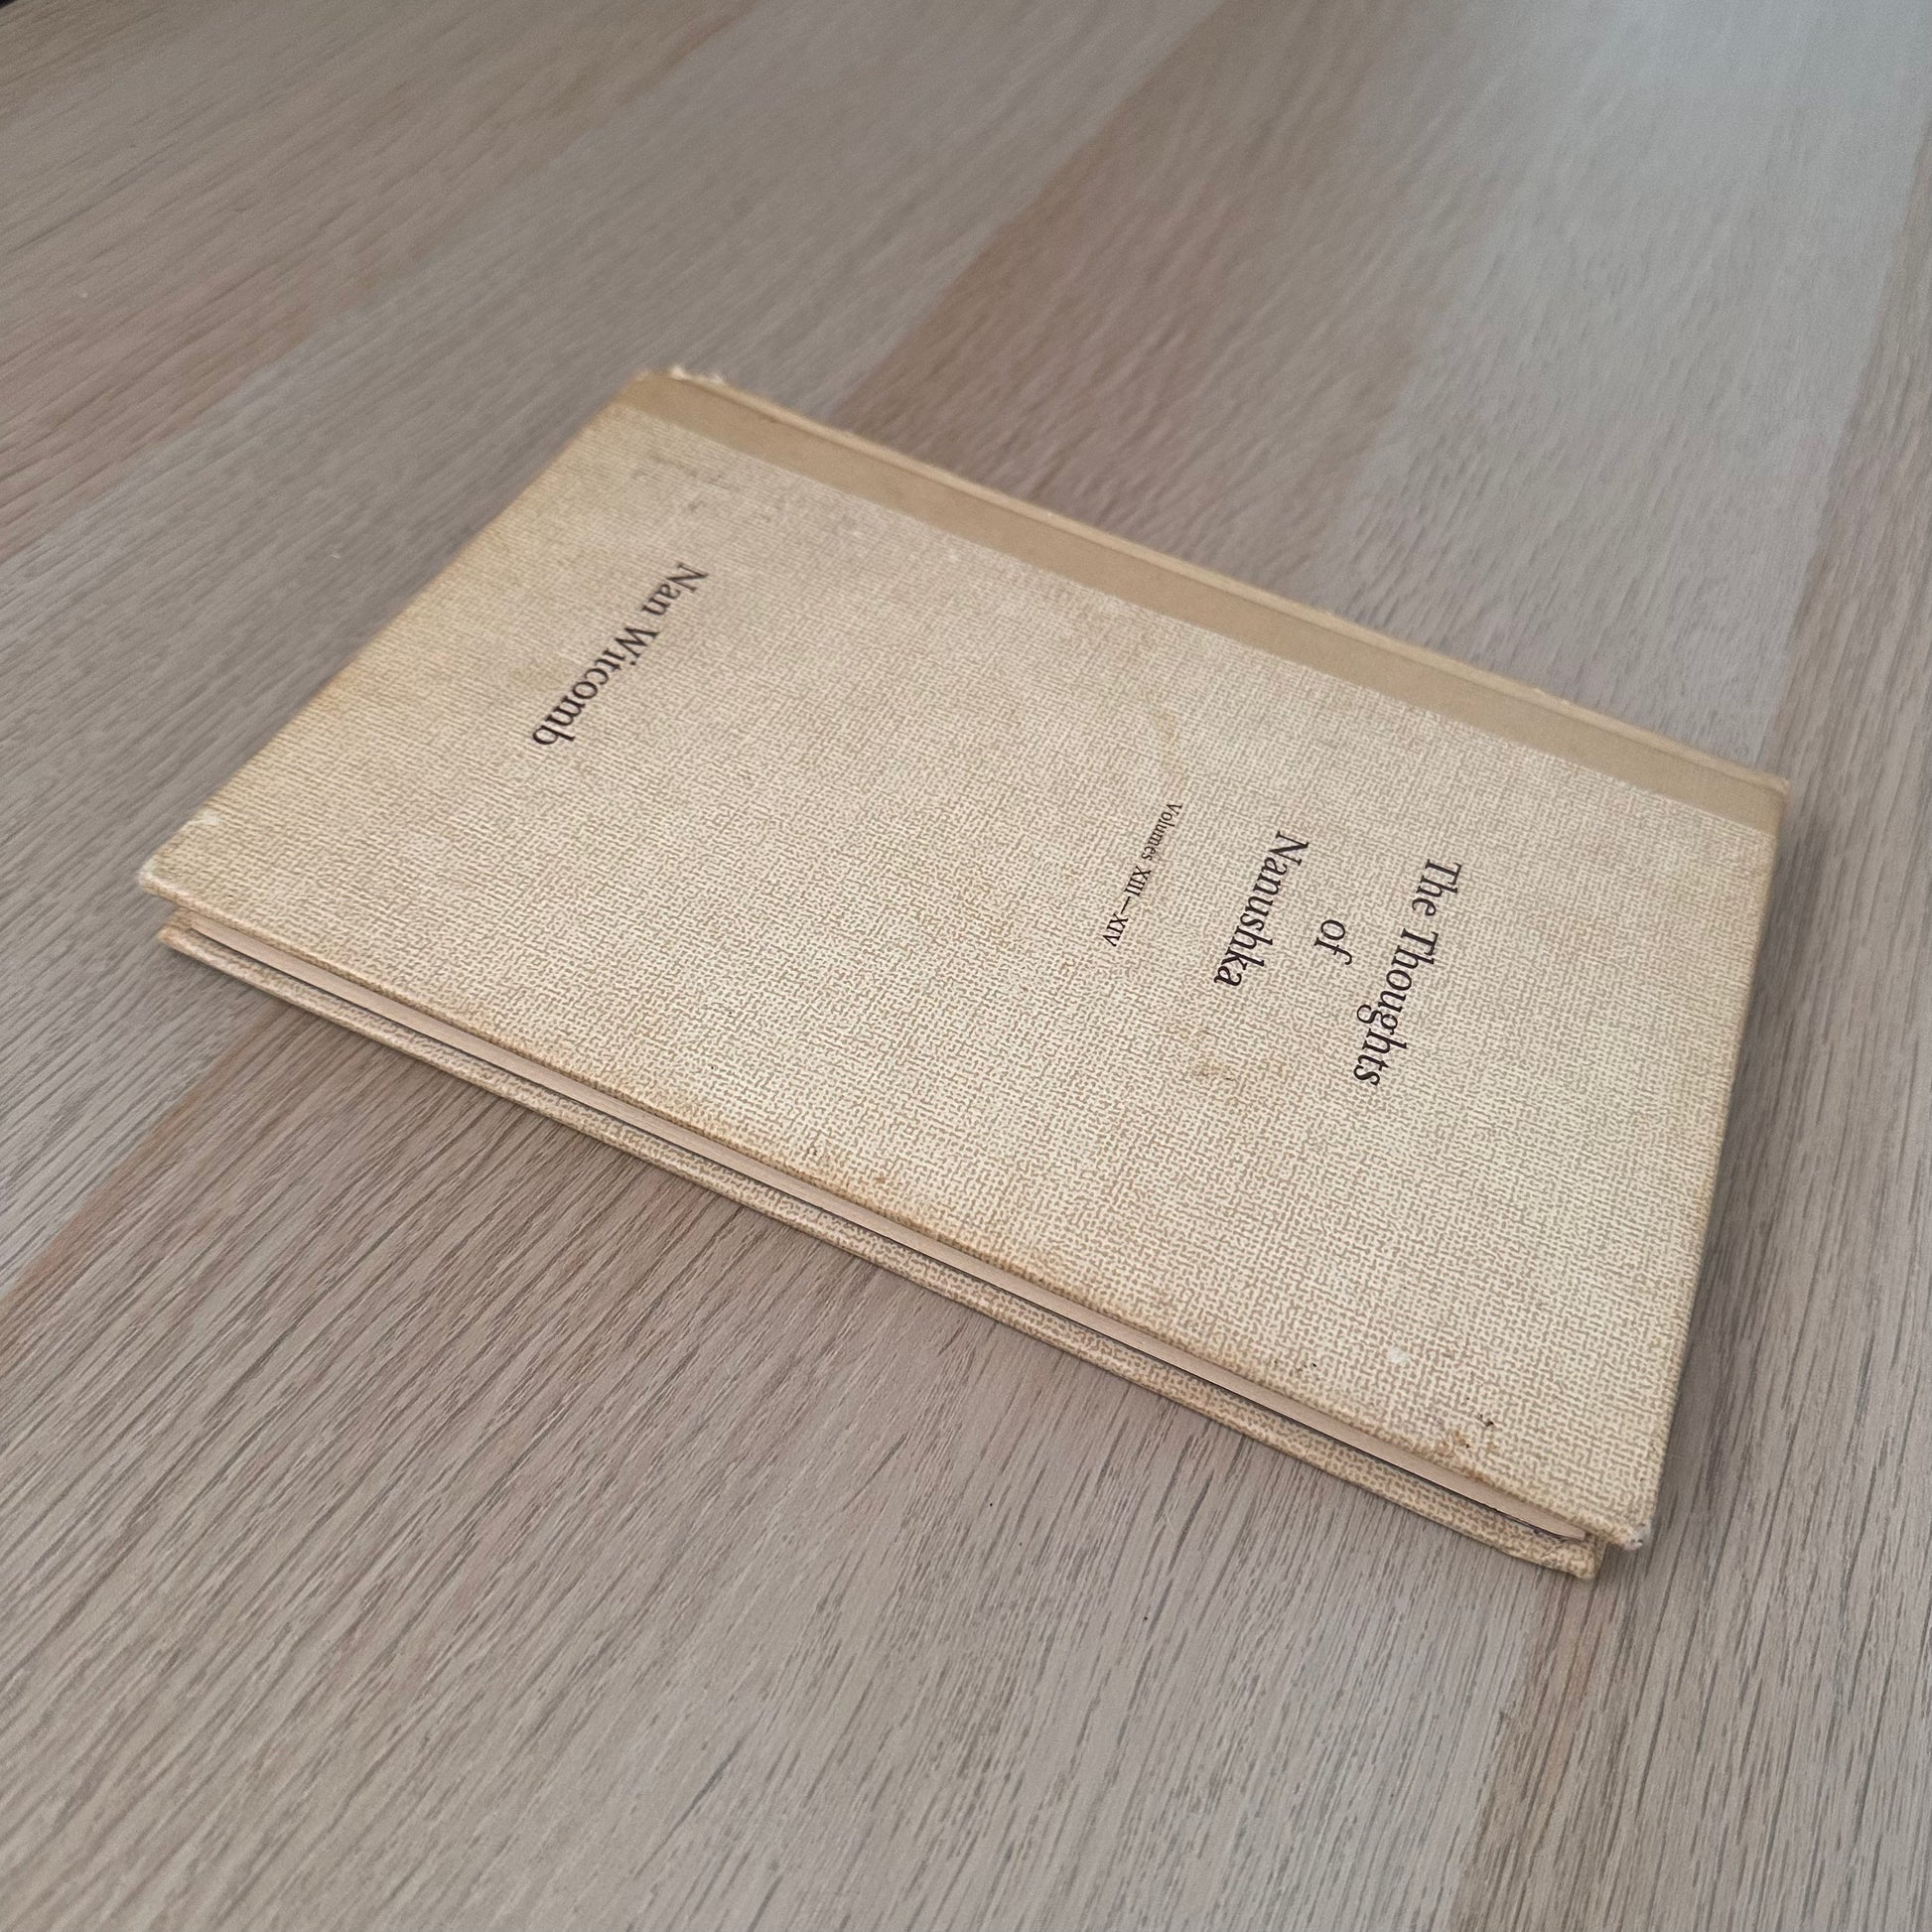 The Thoughts
of
Nanushka
Volumes XIII—XIV
Nan Witcomb